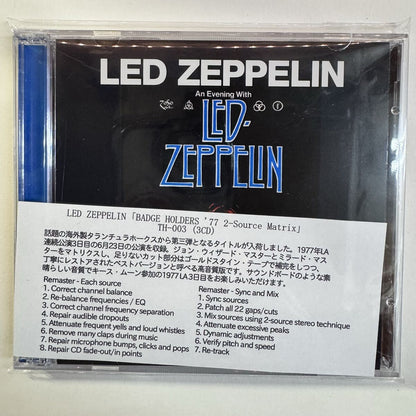 LED ZEPPELIN
An Evening With
LED-
ZEPPELIN
LED ZEPPELIN「BADGE HOLDERS '77 2-Source Matrix」
TH-003 (3CD)
話題の海外製タランチュラホークスから第三弾となるタイトルが入荷しました。1977年LA
連続公演3日目の6月23日の公演を収録。ジョン・ウィザード・マスターとミラード・マス
ターをマトリクスし、足りないカット部分はゴールドスタイン・テープで補完をしつつ、
丁寧にレストアされたベストバージョンと呼べる高音質版です。サウンドボードのような素
晴らしい音質でキース・ムーン参加の1977LA3日目をお楽しみいただけます。
Remaster - Each source
1. Correct channel balance
2. Re-balance frequencies / EQ
3. Correct channel frequency separation
4. Repair audible dropouts
5. Attenuate frequent yells and loud whistles
6. Remove many claps during music
7. Repair microphone bumps, clicks and pops
8. Repair CD fade-out/in points
Remaster - Sync and Mix
1. Sync sources
2. Patch all 22 gaps/cuts
3. Mix sources using 2-source stereo technique
4. Attenuate excessive peaks
5. Dynamic adjustments
6. Verify pitch and speed
7. Re-track